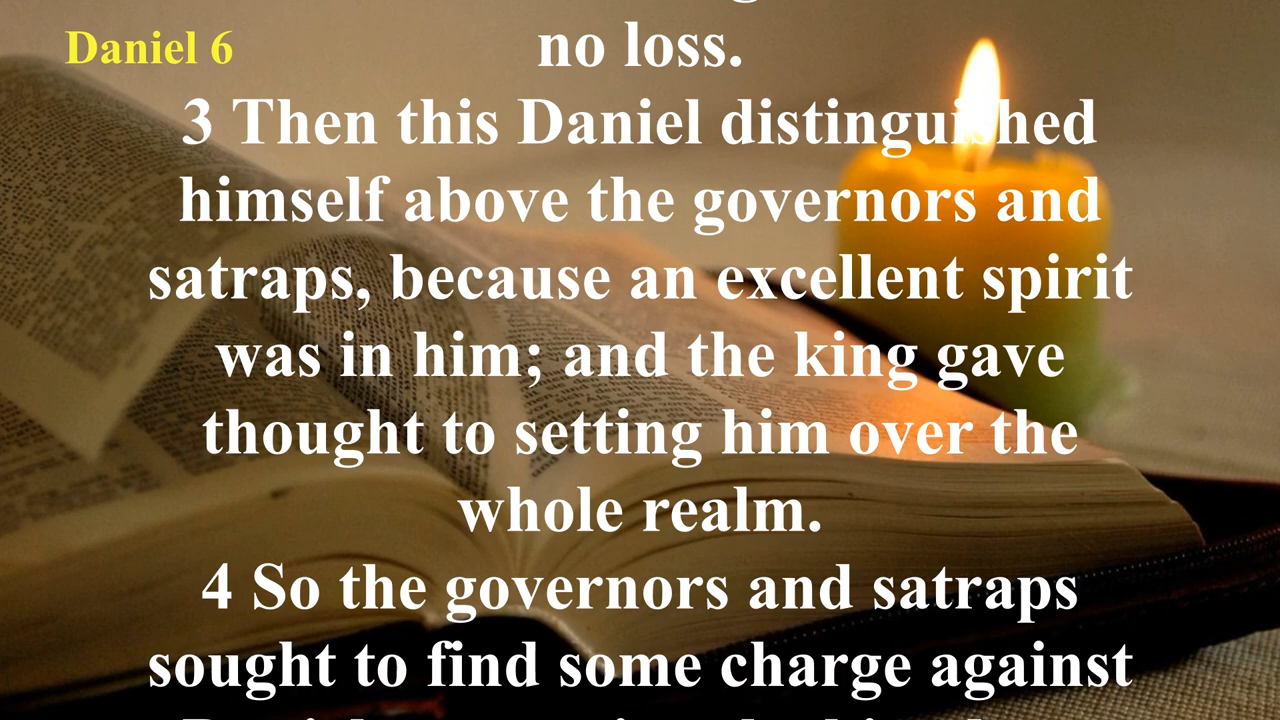 Daniel 6
no loss.
3 Then this Daniel distinguished
himself above the governors and
satraps, because an excellent spirit
was in him; and the king gave
thought to setting him over the
whole realm.
4 So the governors and satraps
sought to find some charge against